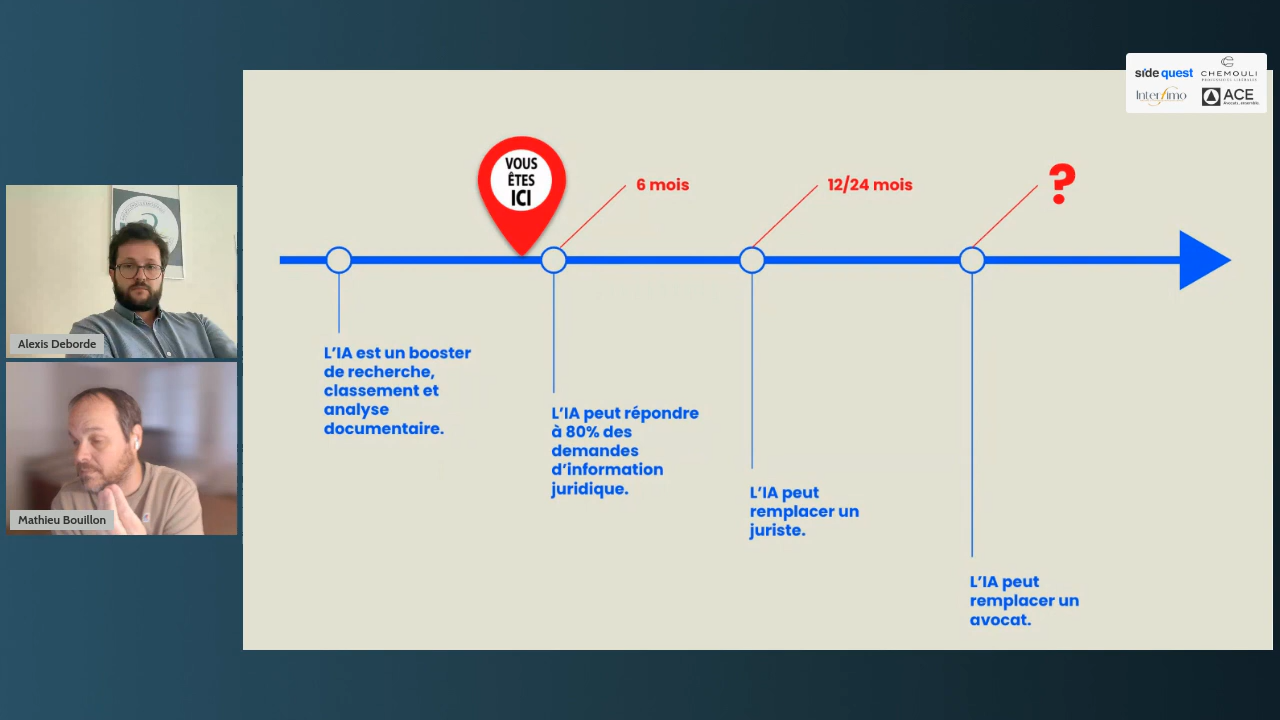 side quest
CHEMOULI
Interfimo
ACE
VOUS
ÊTES
ICI
6 mois
12/24 mois
?
L’IA est un booster
de recherche,
classement et
analyse
documentaire.
L’IA peut répondre
à 80% des
demandes
d’information
juridique.
L’IA peut
remplacer un
juriste.
L’IA peut
remplacer un
avocat.
Alexis Deborde
Mathieu Bouillon